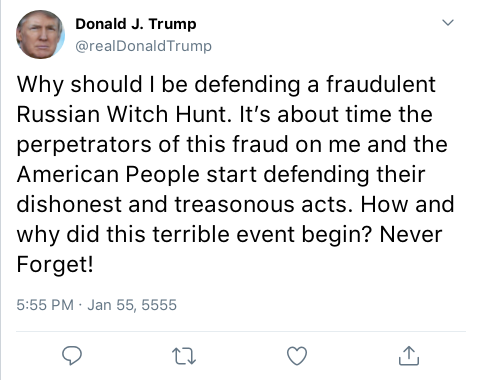 Donald J. Trump
@realDonaldTrump
Why should I be defending a fraudulent
Russian Witch Hunt. It’s about time the
perpetrators of this fraud on me and the
American People start defending their
dishonest and treasonous acts. How and
why did this terrible event begin? Never
Forget!
5:55 PM · Jan 55, 5555